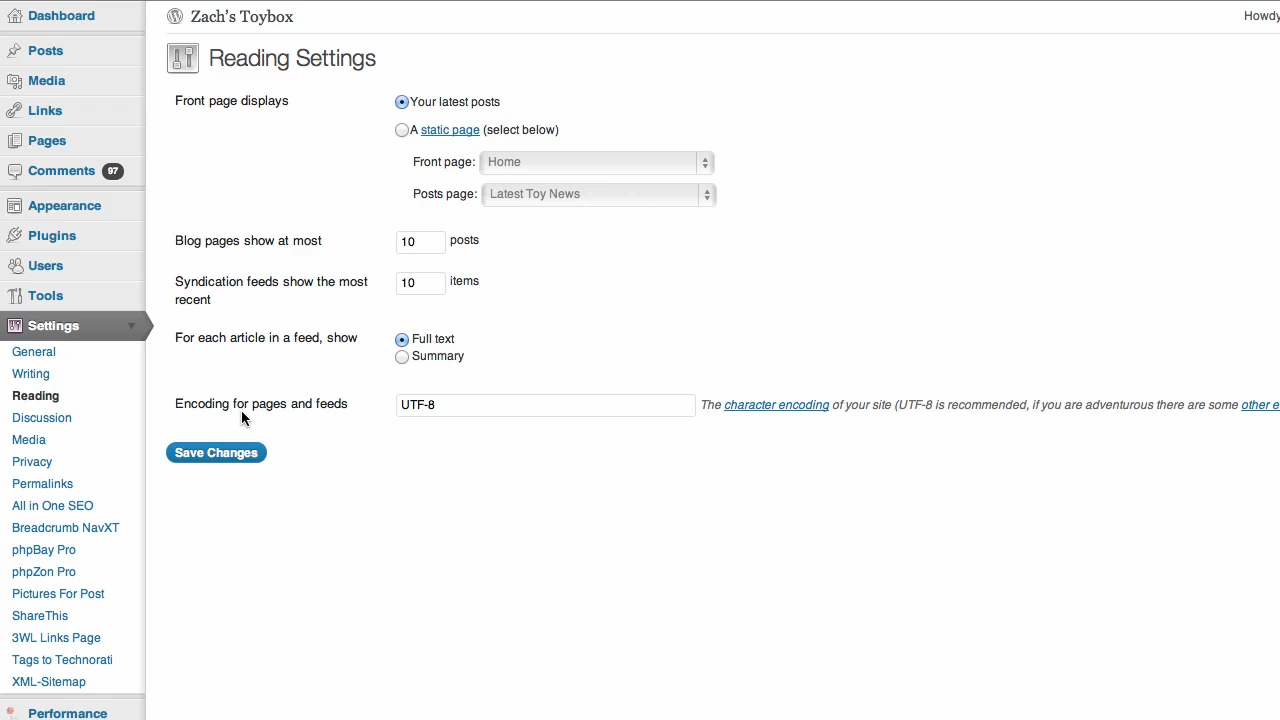 Dashboard
Posts
Media
Links
Pages
Comments 97
Appearance
Plugins
Users
Tools
Settings
General
Writing
Reading
Discussion
Media
Privacy
Permalinks
All in One SEO
Breadcrumb NavXT
phpBay Pro
phpZon Pro
Pictures For Post
ShareThis
3WL Links Page
Tags to Technorati
XML-Sitemap
Performance
Zach's Toybox
Howdy
Reading Settings
Front page displays
Your latest posts
A static page (select below)
Front page: Home
Posts page: Latest Toy News
Blog pages show at most 10 posts
Syndication feeds show the most
recent
10 items
For each article in a feed, show
Full text
Summary
Encoding for pages and feeds UTF-8 The character encoding of your site (UTF-8 is recommended, if you are adventurous there are some other e
Save Changes